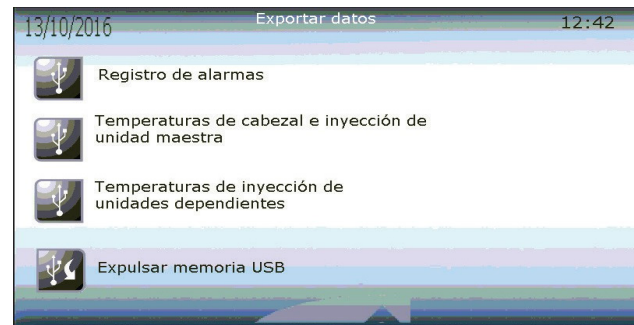 13/10/2016 Exportar datos 12:42
Registro de alarmas
Temperaturas de cabezal e inyección de
unidad maestra
Temperaturas de inyección de
unidades dependientes
Expulsar memoria USB